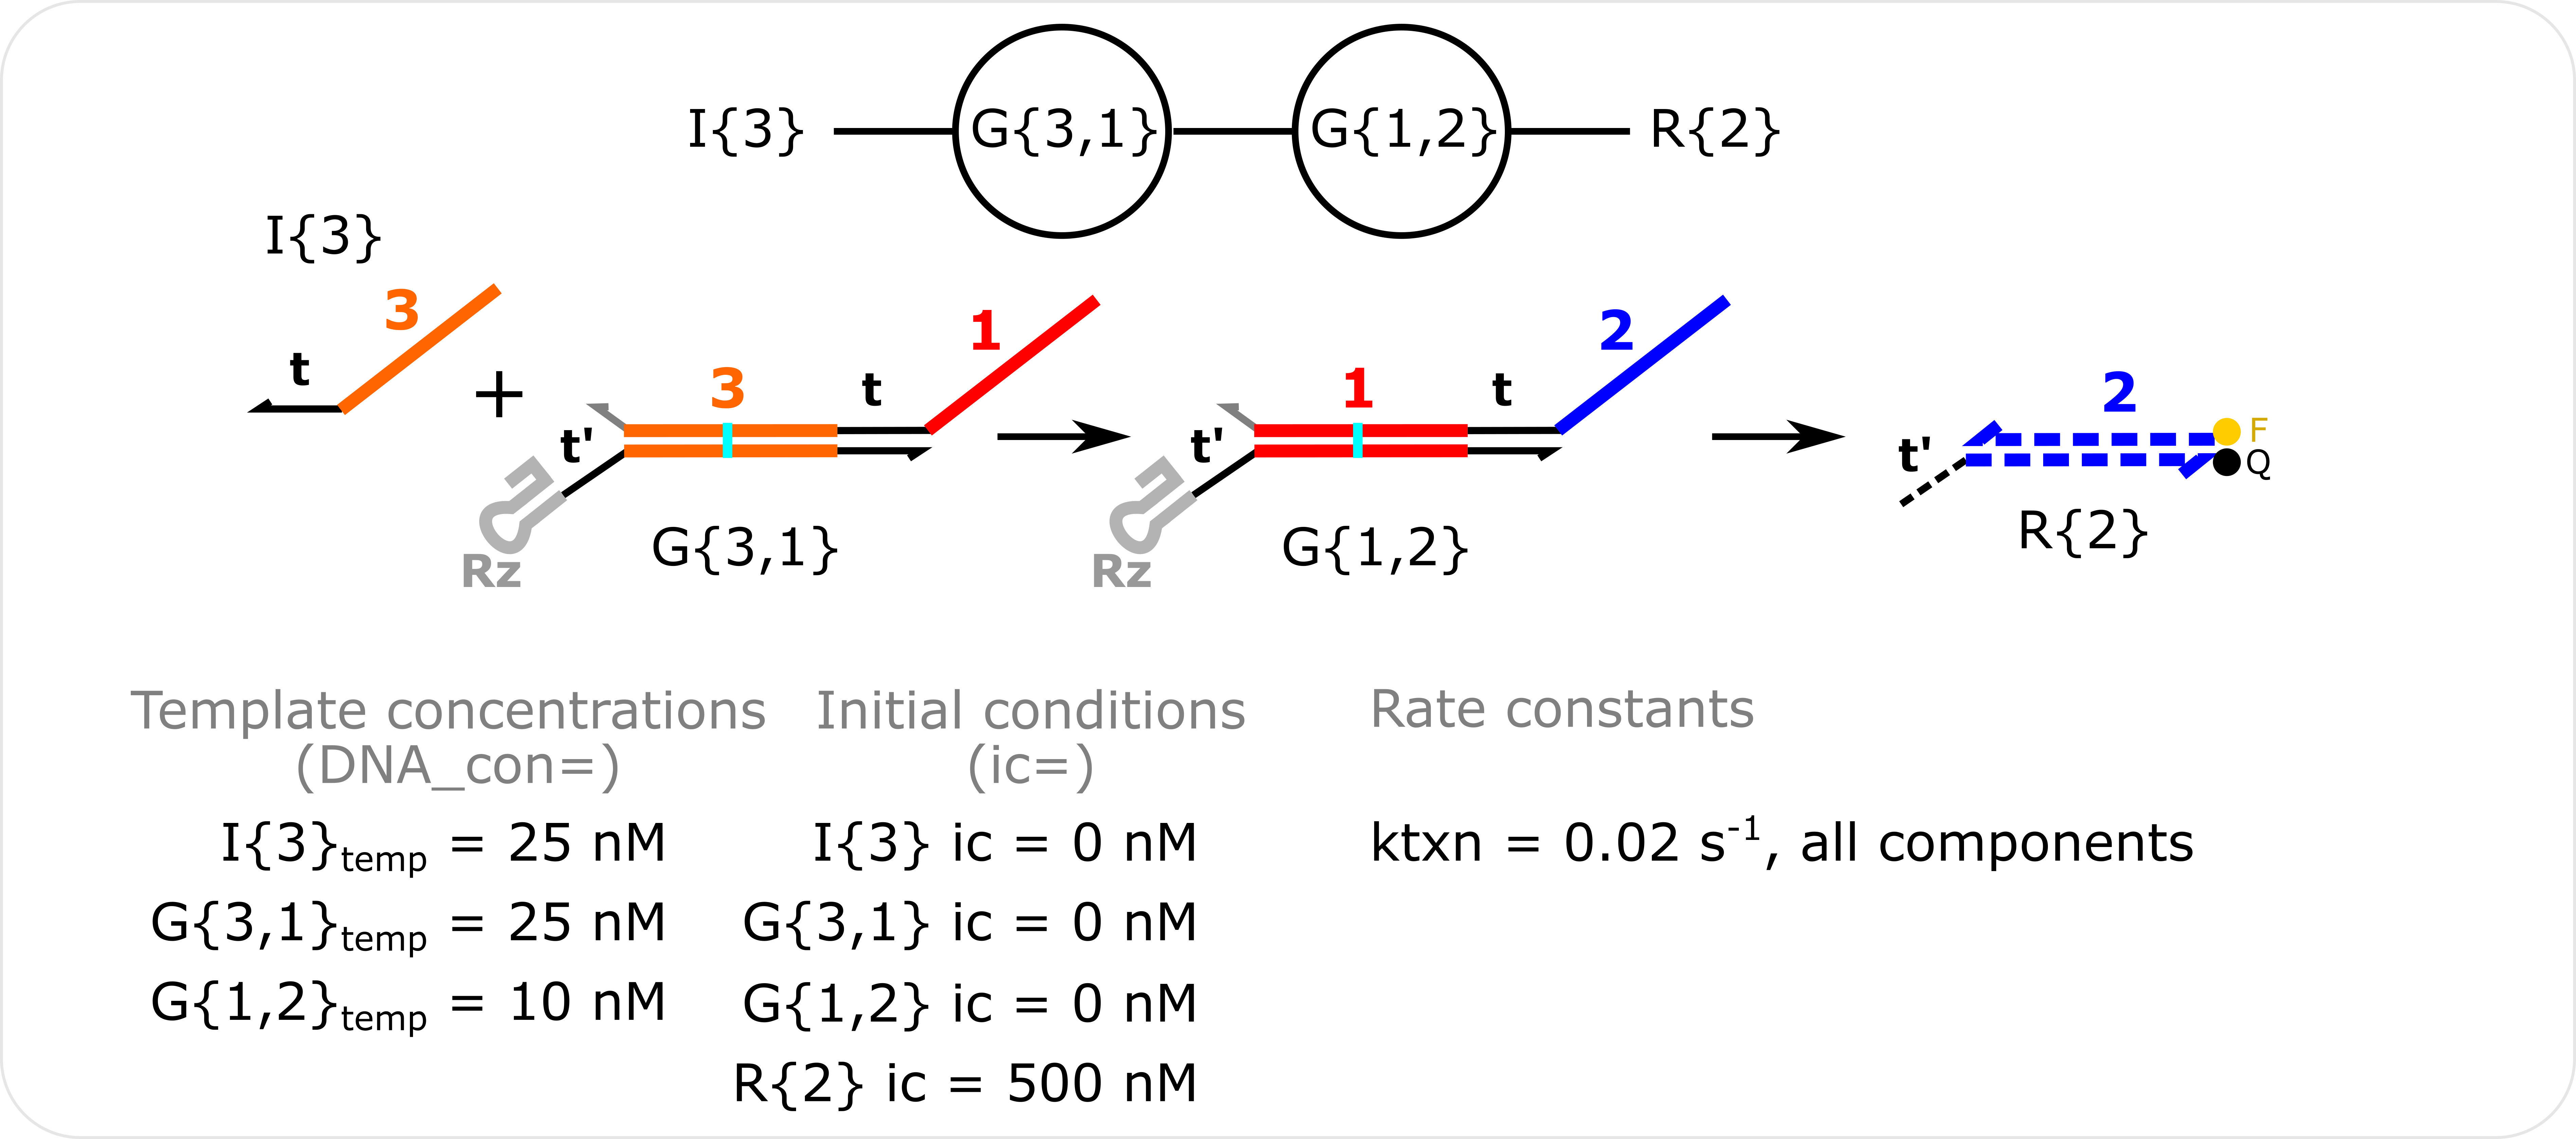 I{3} G{3,1} G{1,2} R{2}
I{3}
t 3
+
t' 3 t 1
Rz
G{3,1}
t' 1 t 2
Rz
G{1,2}
t' 2 F
Q
R{2}
Template concentrations
(DNA_con=)
I{3}temp = 25 nM
G{3,1}temp = 25 nM
G{1,2}temp = 10 nM
Initial conditions
(ic=)
I{3} ic = 0 nM
G{3,1} ic = 0 nM
G{1,2} ic = 0 nM
R{2} ic = 500 nM
Rate constants
ktxn = 0.02 s-1, all components